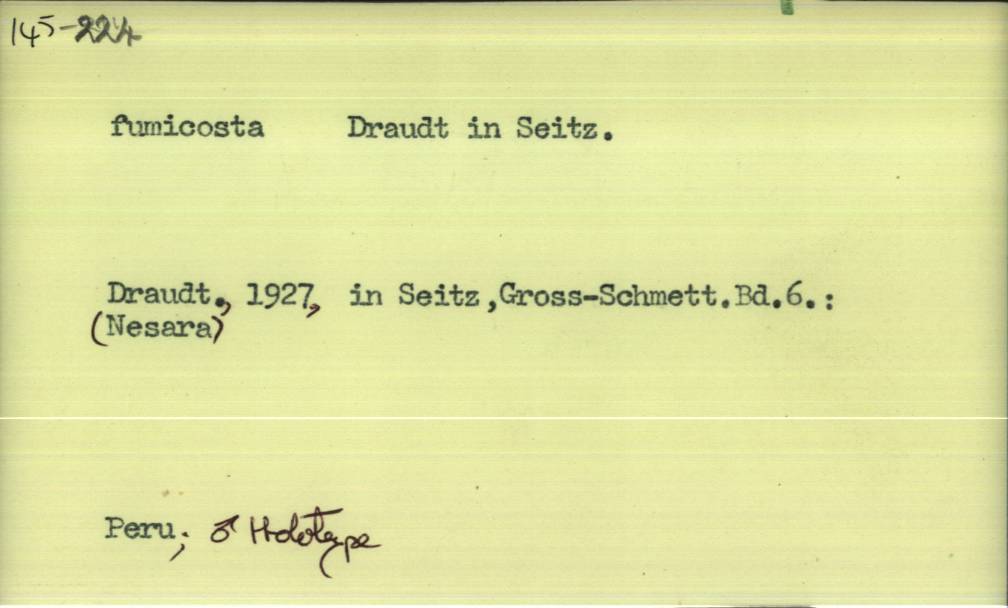 145-224
fumicosta Draudt in Seitz.
Draudt., 1927, in Seitz,Gross-Schmett.Bd.6.:
(Nesara)
Peru; ♂ Holotype